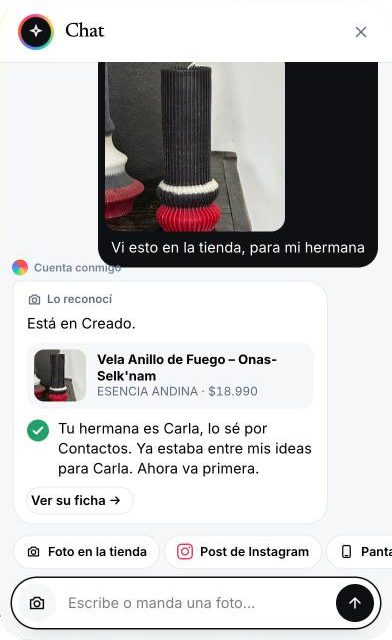 Chat
Vi esto en la tienda, para mi hermana
Cuenta conmigo
Lo reconocí
Está en Creado.
Vela Anillo de Fuego – Onas-
Selk'nam
ESENCIA ANDINA · $18.990
Tu hermana es Carla, lo sé por
Contactos. Ya estaba entre mis ideas
para Carla. Ahora va primera.
Ver su ficha →
Foto en la tienda
Post de Instagram
Panta
Escribe o manda una foto...